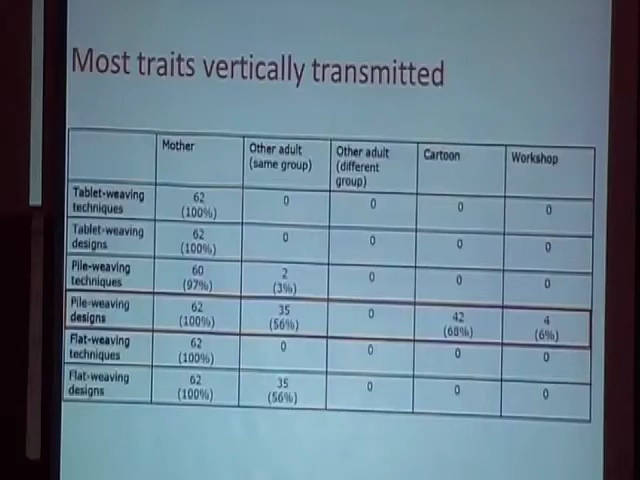 Most traits vertically transmitted
Mother Other adult (same group) Other adult (different group) Cartoon Workshop
Tablet-weaving techniques 62 (100%) 0 0 0 0
Tablet-weaving designs 62 (100%) 0 0 0 0
Pile-weaving techniques 60 (97%) 2 (3%) 0 0 0
Pile-weaving designs 62 (100%) 35 (56%) 0 42 (68%) 4 (6%)
Flat-weaving techniques 62 (100%) 0 0 0 0
Flat-weaving designs 62 (100%) 35 (56%) 0 0 0